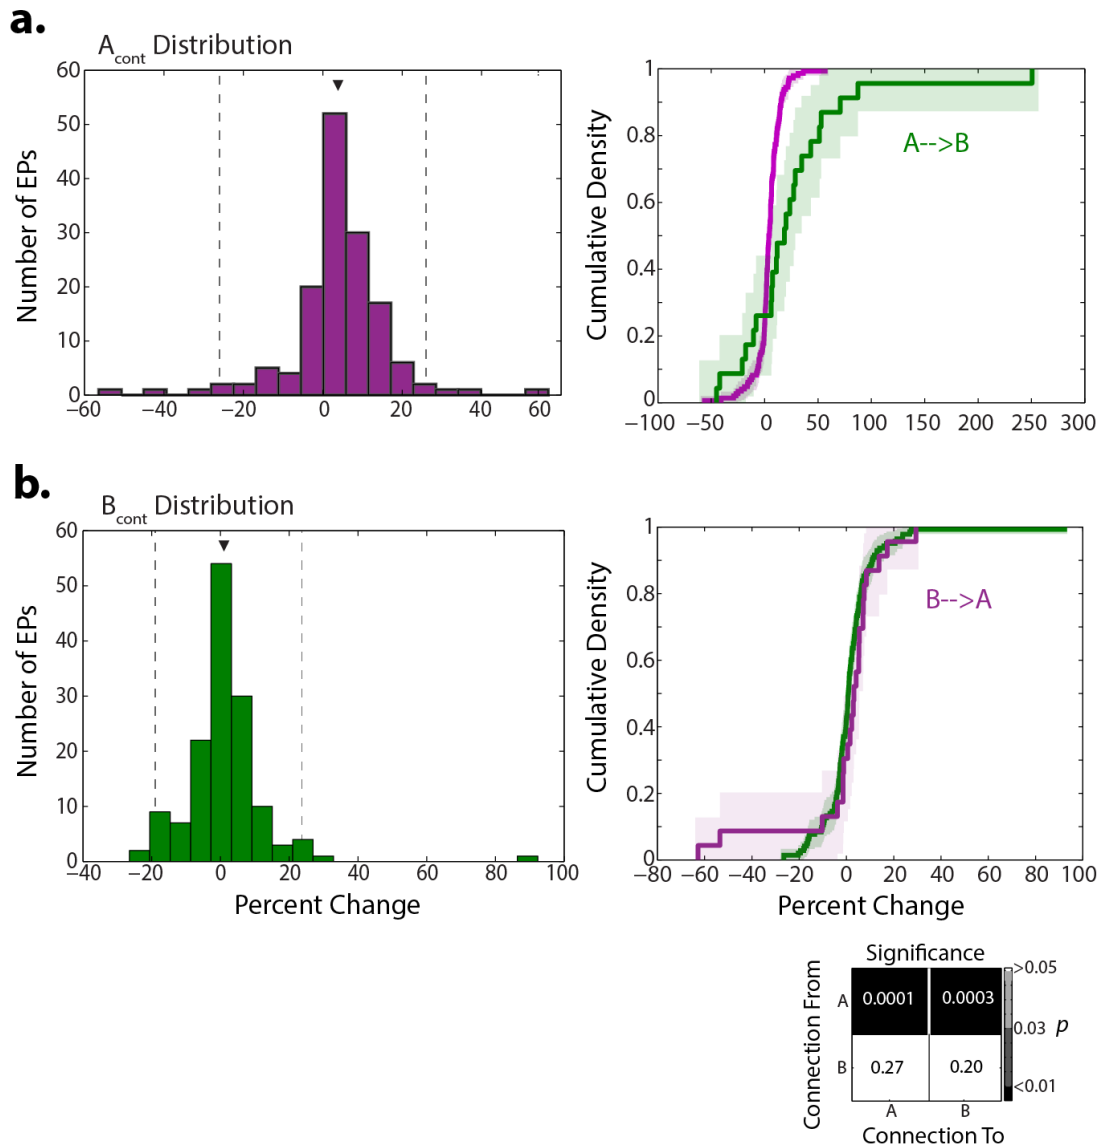 a.
A_cont Distribution
Number of EPs
60
50
40
30
20
10
0
−60 −40 −20 0 20 40 60
Cumulative Density
1
0.8
0.6
0.4
0.2
0
A-->B
−100 −50 0 50 100 150 200 250 300
b.
B_cont Distribution
Number of EPs
60
50
40
30
20
10
0
−40 −20 0 20 40 60 80 100
Percent Change
Cumulative Density
1
0.8
0.6
0.4
0.2
0
B-->A
−80 −60 −40 −20 0 20 40 60 80 100
Percent Change
Significance
Connection From
A 0.0001 0.0003
B 0.27 0.20
A B
Connection To
>0.05
0.03 p
<0.01